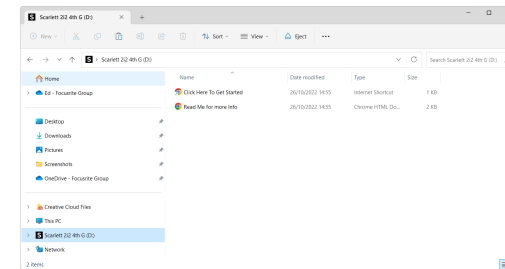 Scarlett 2i2 4th G (D:)
New
Sort View Eject
Scarlett 2i2 4th G (D:)
Search Scarlett 2i2 4th G (D:)
Home
Ed - Focusrite Group
Desktop
Downloads
Pictures
Screenshots
OneDrive - Focusrite Group
Creative Cloud Files
This PC
Scarlett 2i2 4th G (D:)
Network
Name Date modified Type Size
Click Here To Get Started 26/10/2022 14:55 Internet Shortcut 1 KB
Read Me for more info 26/10/2022 14:55 Chrome HTML Do... 2 KB
2 items